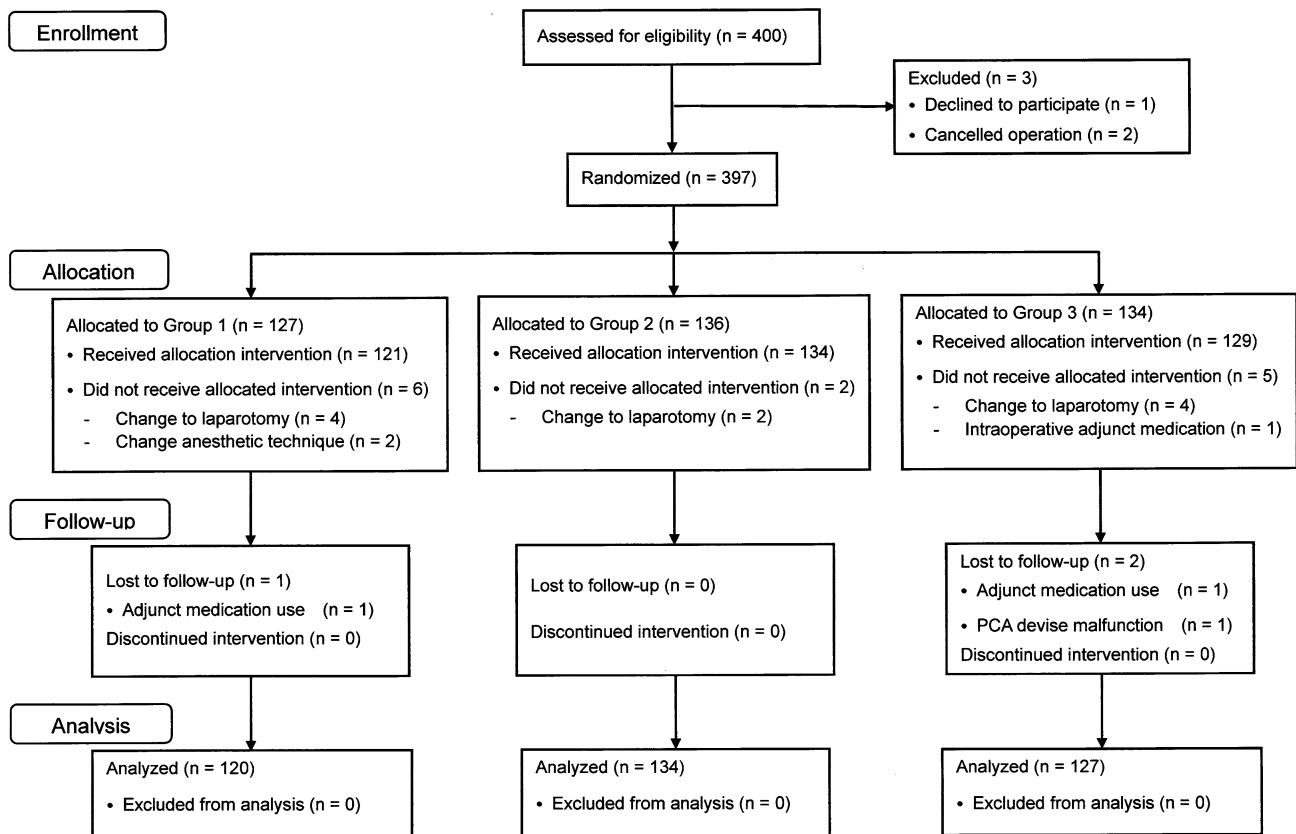 Enrollment
Assessed for eligibility (n = 400)
Excluded (n = 3)
• Declined to participate (n = 1)
• Cancelled operation (n = 2)
Randomized (n = 397)
Allocation
Allocated to Group 1 (n = 127)
• Received allocation intervention (n = 121)
• Did not receive allocated intervention (n = 6)
- Change to laparotomy (n = 4)
- Change anesthetic technique (n = 2)
Allocated to Group 2 (n = 136)
• Received allocation intervention (n = 134)
• Did not receive allocated intervention (n = 2)
- Change to laparotomy (n = 2)
Allocated to Group 3 (n = 134)
• Received allocation intervention (n = 129)
• Did not receive allocated intervention (n = 5)
- Change to laparotomy (n = 4)
- Intraoperative adjunct medication (n = 1)
Follow-up
Lost to follow-up (n = 1)
• Adjunct medication use (n = 1)
Discontinued intervention (n = 0)
Lost to follow-up (n = 0)
Discontinued intervention (n = 0)
Lost to follow-up (n = 2)
• Adjunct medication use (n = 1)
• PCA devise malfunction (n = 1)
Discontinued intervention (n = 0)
Analysis
Analyzed (n = 120)
• Excluded from analysis (n = 0)
Analyzed (n = 134)
• Excluded from analysis (n = 0)
Analyzed (n = 127)
• Excluded from analysis (n = 0)